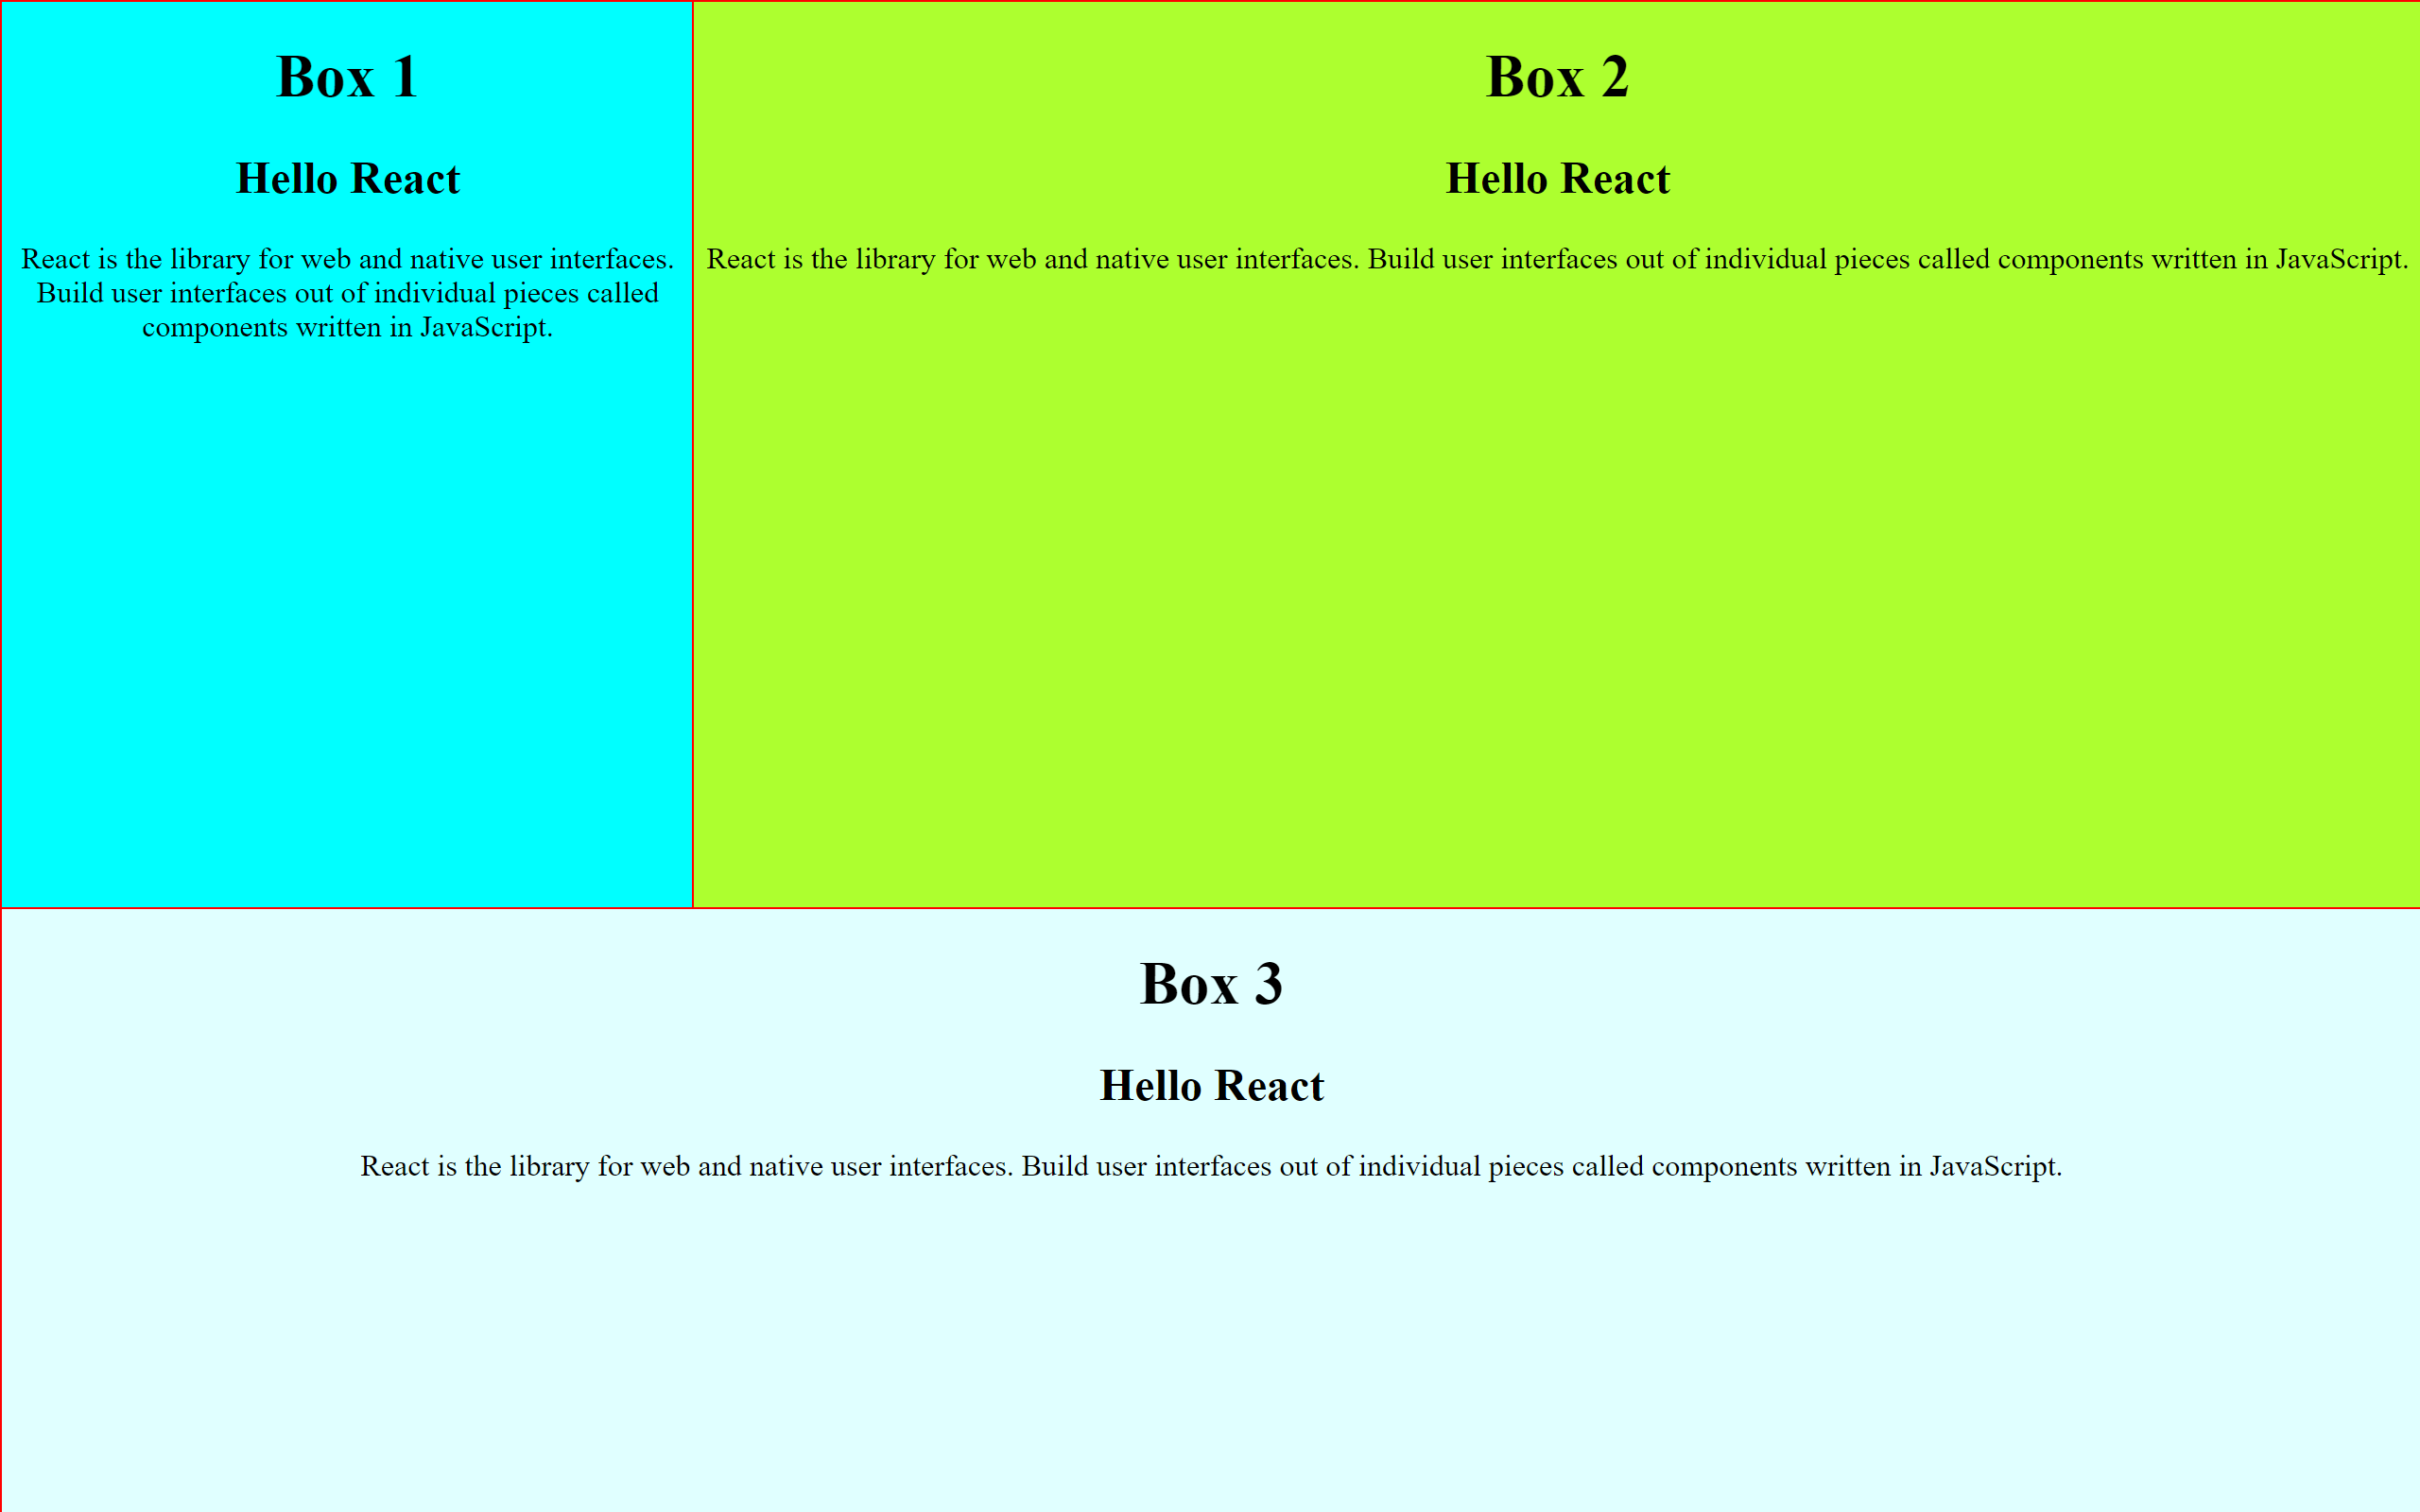 Box 1
Hello React
React is the library for web and native user interfaces.
Build user interfaces out of individual pieces called
components written in JavaScript.
Box 2
Hello React
React is the library for web and native user interfaces. Build user interfaces out of individual pieces called components written in JavaScript.
Box 3
Hello React
React is the library for web and native user interfaces. Build user interfaces out of individual pieces called components written in JavaScript.